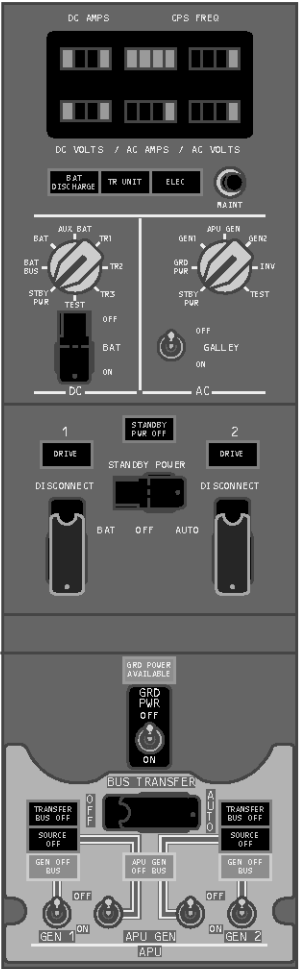 DC AMPS CPS FREQ
DC VOLTS / AC AMPS / AC VOLTS
BAT
DISCHARGE
TR UNIT
ELEC
MAINT
AUX BAT
BAT
TR1
BAT
BUS
TR2
STBY
PWR
TR3
TEST
APU GEN
GEN1
GEN2
GRD
PWR
INV
STBY
PWR
TEST
OFF
BAT
ON
DC
OFF
GALLEY
ON
AC
1
STANDBY
PWR OFF
2
DRIVE
DRIVE
STANDBY POWER
DISCONNECT
DISCONNECT
BAT OFF AUTO
GRD POWER
AVAILABLE
GRD
PWR
OFF
ON
BUS TRANSFER
OFF
AUTO
TRANSFER
BUS OFF
TRANSFER
BUS OFF
SOURCE
OFF
SOURCE
OFF
GEN OFF
BUS
APU GEN
OFF BUS
GEN OFF
BUS
OFF
OFF
ON
ON
GEN 1
APU GEN
GEN 2
APU